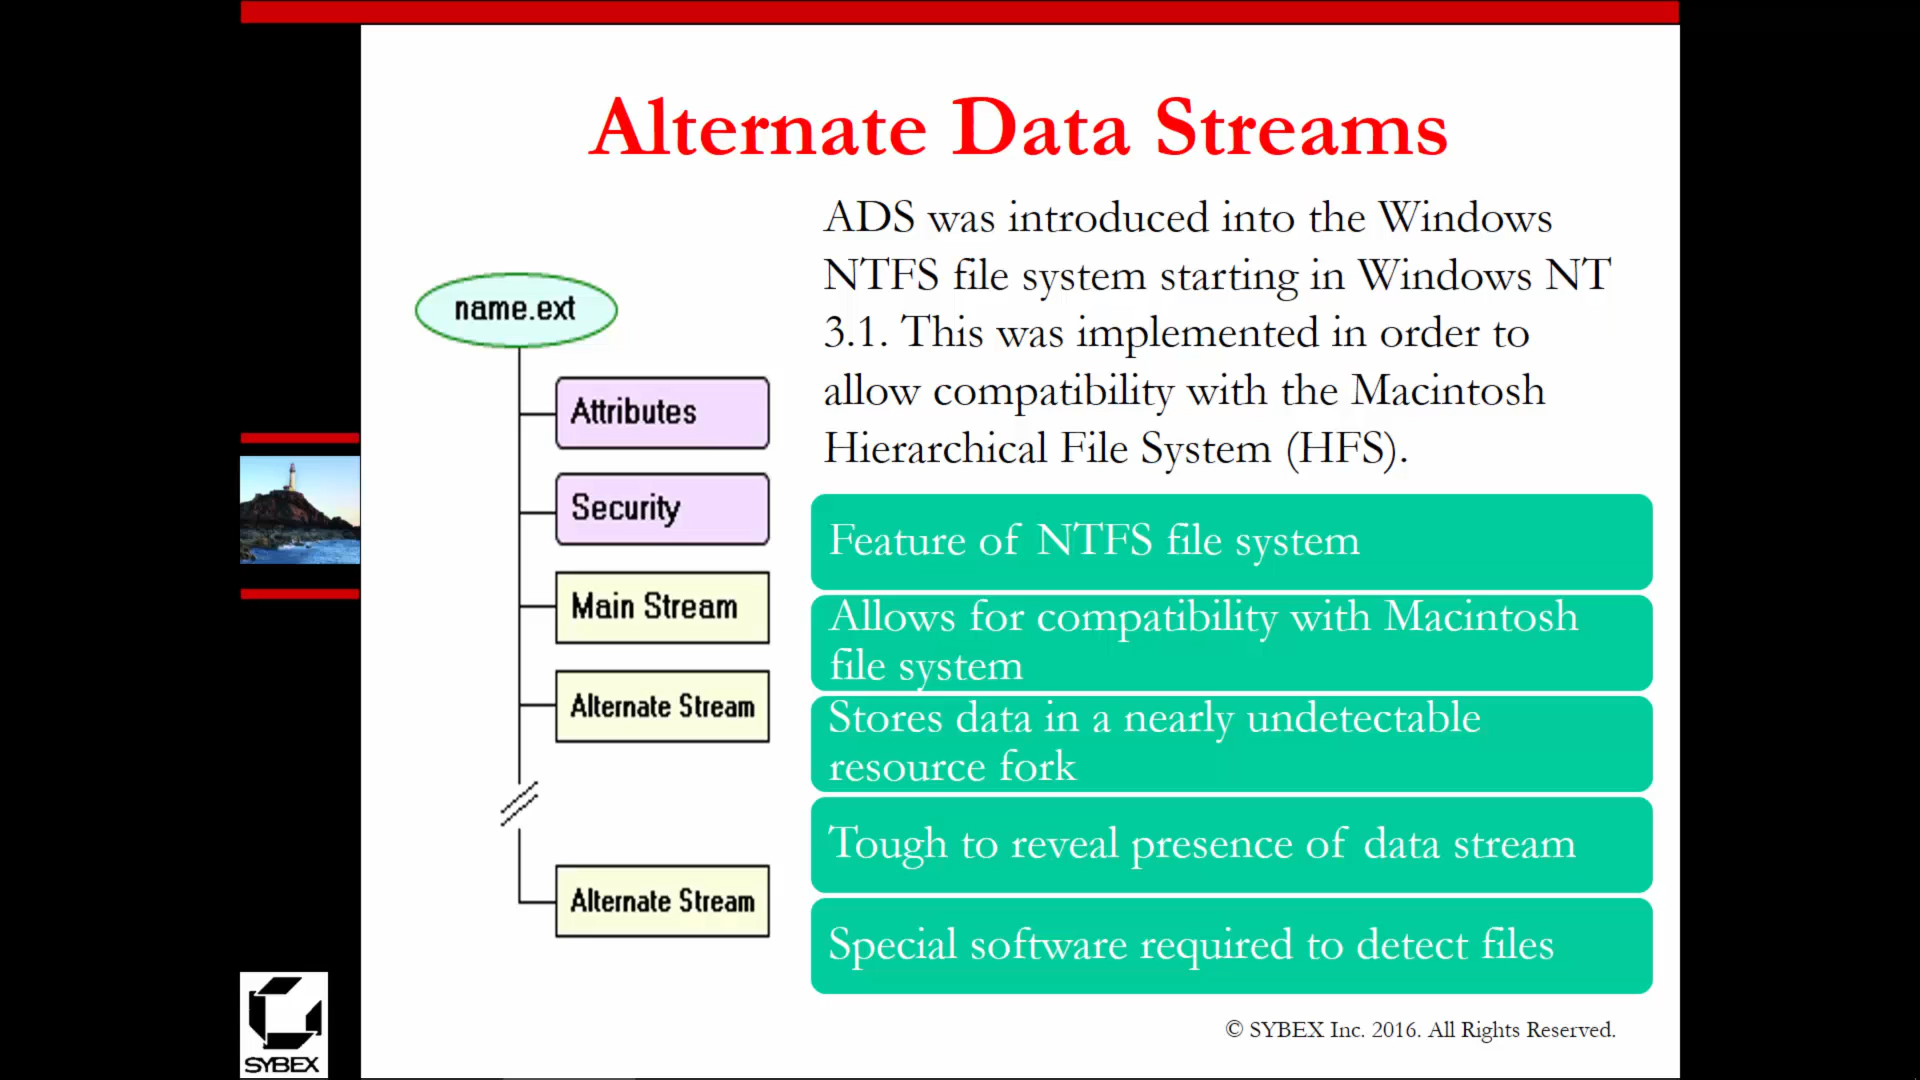 Alternate Data Streams
ADS was introduced into the Windows
NTFS file system starting in Windows NT
3.1. This was implemented in order to
allow compatibility with the Macintosh
Hierarchical File System (HFS).
name.ext
Attributes
Security
Main Stream
Alternate Stream
Alternate Stream
Feature of NTFS file system
Allows for compatibility with Macintosh
file system
Stores data in a nearly undetectable
resource fork
Tough to reveal presence of data stream
Special software required to detect files
© SYBEX Inc. 2016. All Rights Reserved.
SYBEX